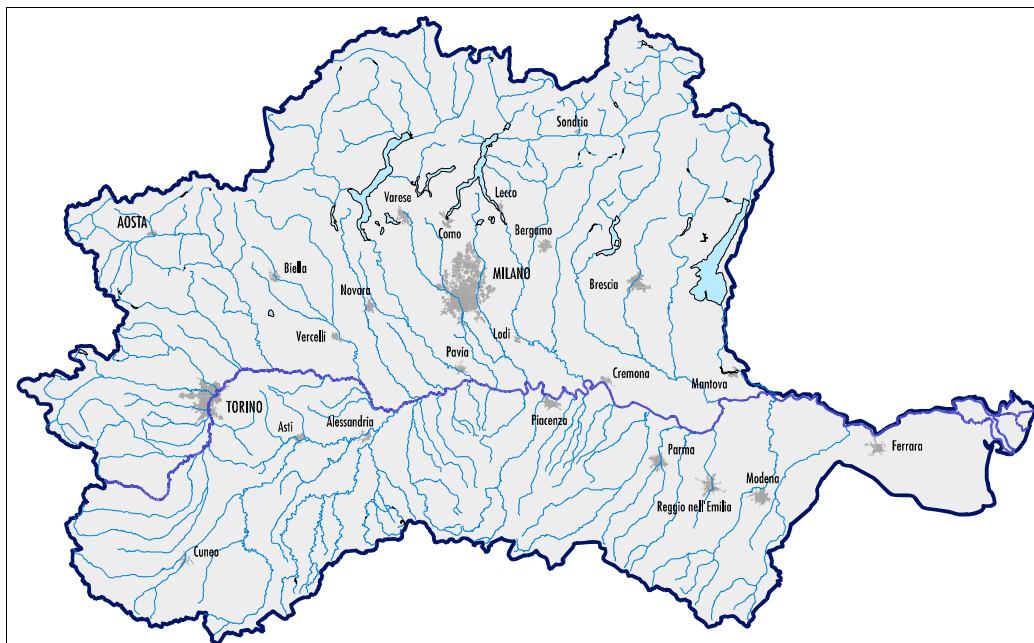 Sondrio
Lecco
Varese
AOSTA
Como
Bergamo
Biella
MILANO
Brescia
Novara
Vercelli
Lodi
Pavia
Cremona
Mantova
TORINO
Asti
Alessandria
Piacenza
Ferrara
Parma
Modena
Reggio nell'Emilia
Cuneo